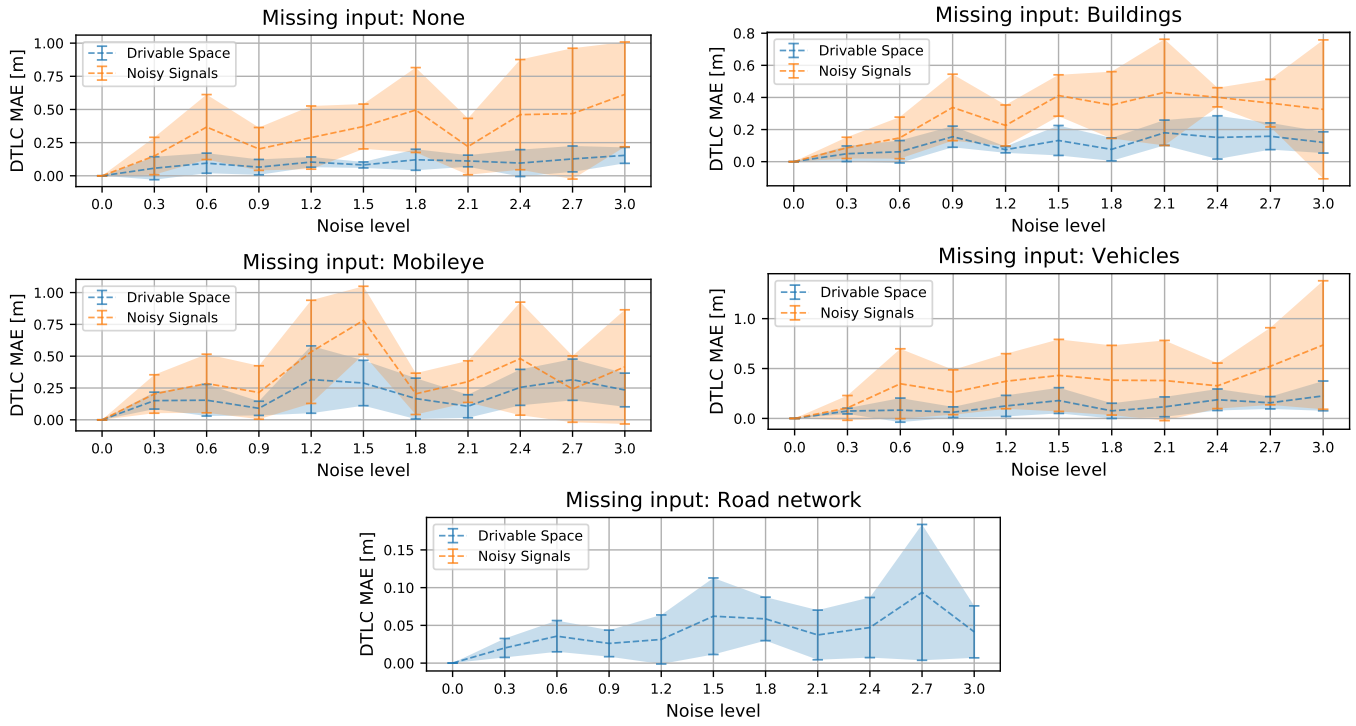 Missing input: None
DTLC MAE [m]
1.00
0.75
0.50
0.25
0.00
Drivable Space
Noisy Signals
0.0 0.3 0.6 0.9 1.2 1.5 1.8 2.1 2.4 2.7 3.0
Noise level
Missing input: Buildings
DTLC MAE [m]
0.8
0.6
0.4
0.2
0.0
Drivable Space
Noisy Signals
0.0 0.3 0.6 0.9 1.2 1.5 1.8 2.1 2.4 2.7 3.0
Noise level
Missing input: Mobileye
DTLC MAE [m]
1.00
0.75
0.50
0.25
0.00
Drivable Space
Noisy Signals
0.0 0.3 0.6 0.9 1.2 1.5 1.8 2.1 2.4 2.7 3.0
Noise level
Missing input: Vehicles
DTLC MAE [m]
1.0
0.5
0.0
Drivable Space
Noisy Signals
0.0 0.3 0.6 0.9 1.2 1.5 1.8 2.1 2.4 2.7 3.0
Noise level
Missing input: Road network
DTLC MAE [m]
0.15
0.10
0.05
0.00
Drivable Space
Noisy Signals
0.0 0.3 0.6 0.9 1.2 1.5 1.8 2.1 2.4 2.7 3.0
Noise level